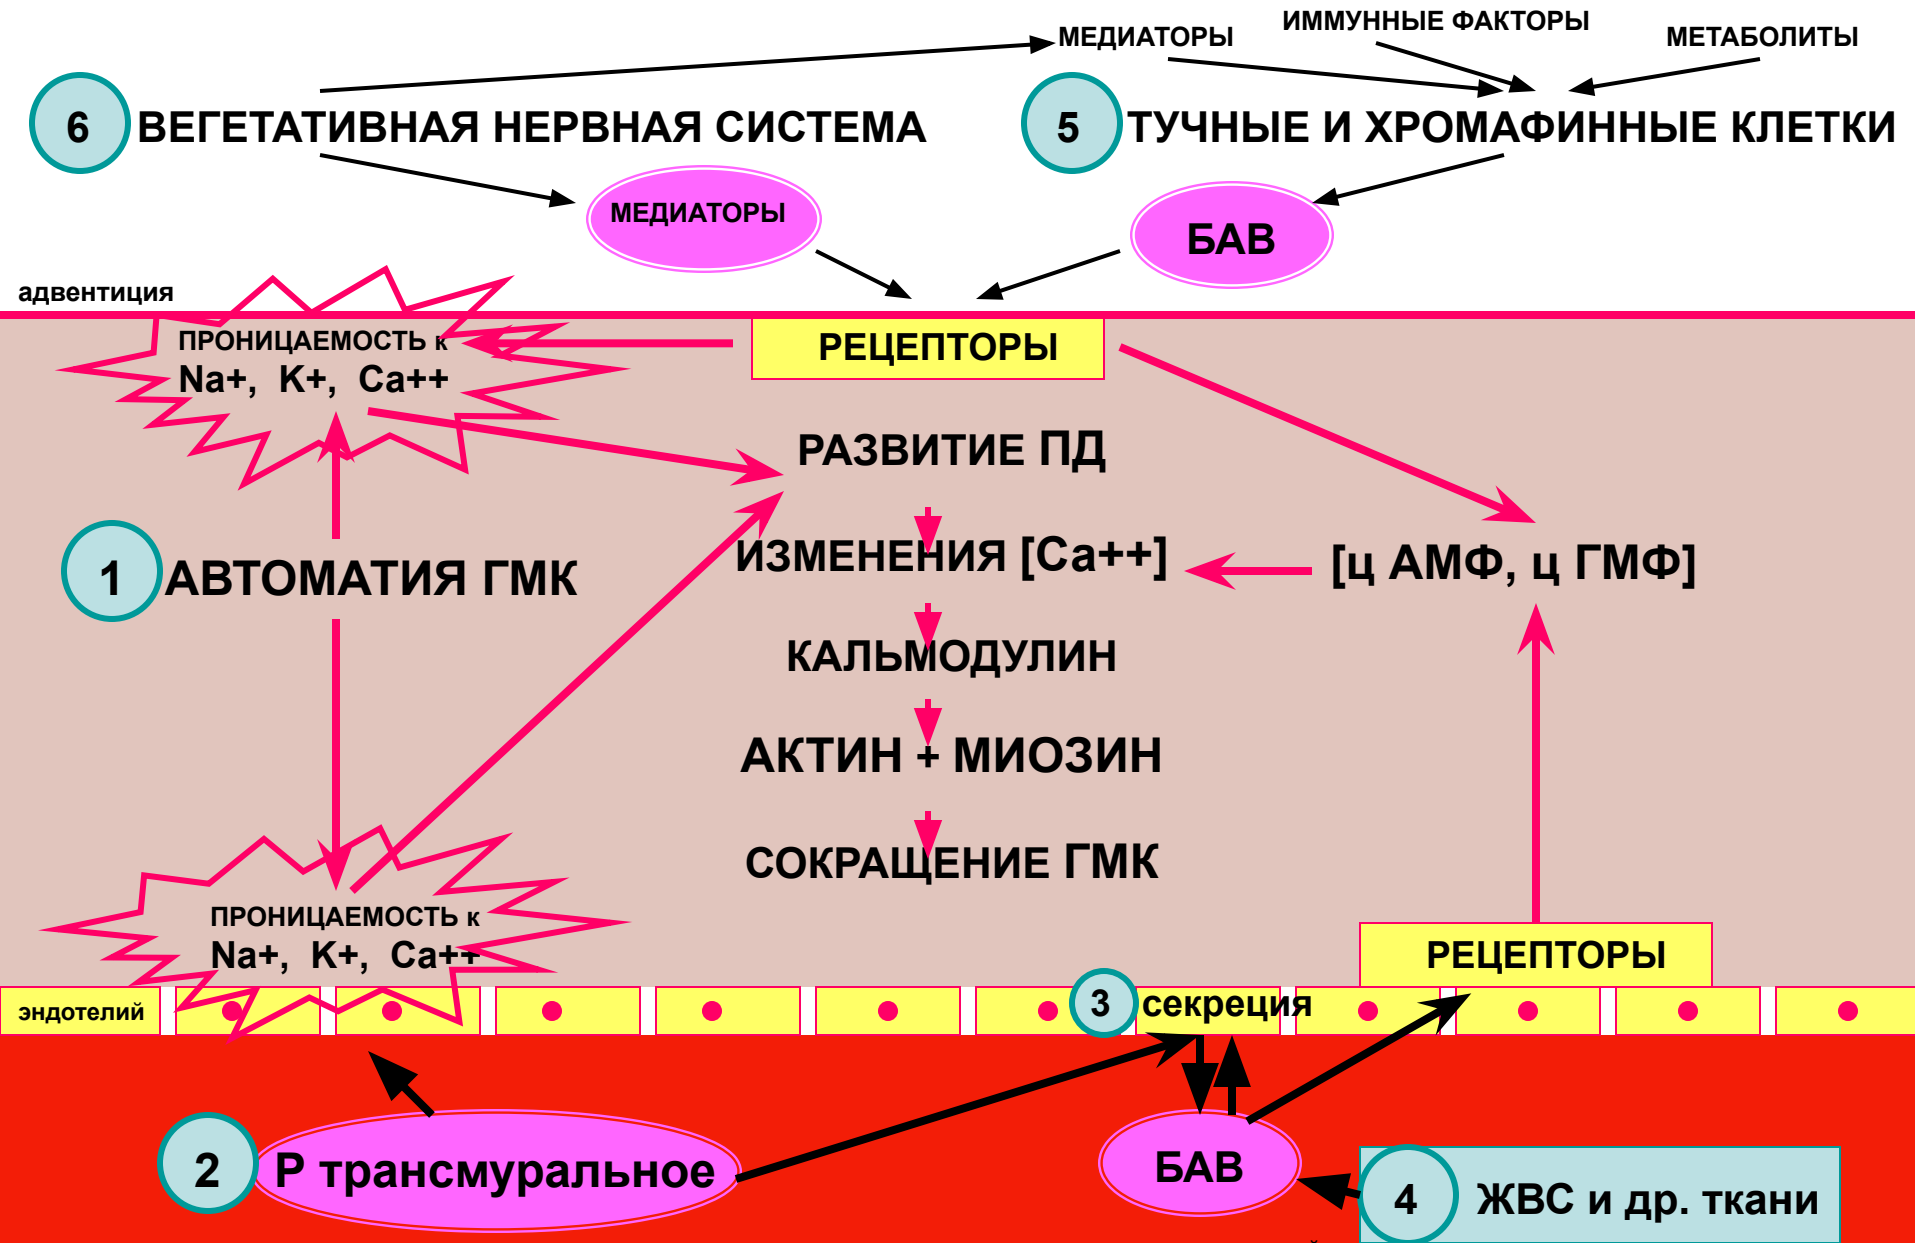 ИММУННЫЕ ФАКТОРЫ
МЕДИАТОРЫ
МЕТАБОЛИТЫ
6
ВЕГЕТАТИВНАЯ НЕРВНАЯ СИСТЕМА
5
ТУЧНЫЕ И ХРОМАФИННЫЕ КЛЕТКИ
МЕДИАТОРЫ
БАВ
адвентиция
ПРОНИЦАЕМОСТЬ к
Na+, K+, Ca++
РЕЦЕПТОРЫ
РАЗВИТИЕ ПД
ИЗМЕНЕНИЯ [Ca++]
[ц АМФ, ц ГМФ]
1
АВТОМАТИЯ ГМК
КАЛЬМОДУЛИН
АКТИН + МИОЗИН
СОКРАЩЕНИЕ ГМК
ПРОНИЦАЕМОСТЬ к
Na+, K+, Ca++
РЕЦЕПТОРЫ
эндотелий
3
секреция
2
Р трансмуральное
БАВ
4
ЖВС и др. ткани